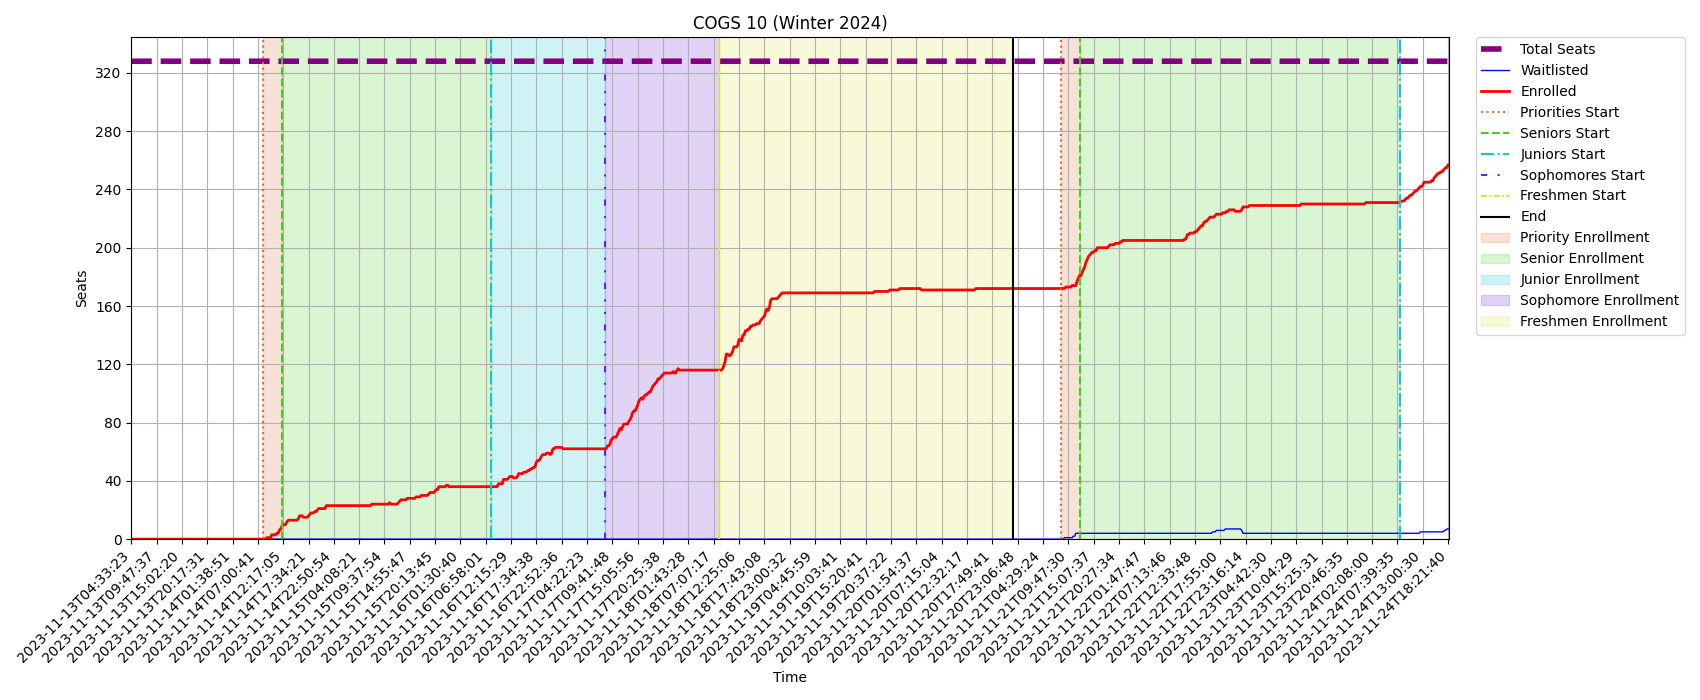 COGS 10 (Winter 2024)
Seats
320
280
240
200
160
120
80
40
0
2023-11-13T04:33:23
2023-11-13T09:47:37
2023-11-13T15:02:20
2023-11-13T20:17:31
2023-11-14T01:38:51
2023-11-14T07:00:41
2023-11-14T12:17:05
2023-11-14T17:34:21
2023-11-14T22:50:54
2023-11-15T04:08:21
2023-11-15T09:37:54
2023-11-15T14:55:47
2023-11-15T20:13:45
2023-11-16T01:30:40
2023-11-16T06:58:01
2023-11-16T12:15:29
2023-11-16T17:34:38
2023-11-16T22:52:36
2023-11-17T04:22:23
2023-11-17T09:41:48
2023-11-17T15:05:56
2023-11-17T20:25:38
2023-11-18T01:43:28
2023-11-18T07:07:17
2023-11-18T12:25:06
2023-11-18T17:43:08
2023-11-18T23:00:32
2023-11-19T04:45:59
2023-11-19T10:03:41
2023-11-19T15:20:41
2023-11-19T20:37:22
2023-11-20T01:54:37
2023-11-20T07:15:04
2023-11-20T12:32:17
2023-11-20T17:49:41
2023-11-20T23:06:48
2023-11-21T04:29:24
2023-11-21T09:47:30
2023-11-21T15:07:37
2023-11-21T20:27:34
2023-11-22T01:47:47
2023-11-22T07:13:46
2023-11-22T12:33:48
2023-11-22T17:55:00
2023-11-22T23:16:14
2023-11-23T04:42:30
2023-11-23T10:04:29
2023-11-23T15:25:31
2023-11-23T20:46:35
2023-11-24T02:08:00
2023-11-24T07:39:35
2023-11-24T13:00:30
2023-11-24T18:21:40
Time
Total Seats
Waitlisted
Enrolled
Priorities Start
Seniors Start
Juniors Start
Sophomores Start
Freshmen Start
End
Priority Enrollment
Senior Enrollment
Junior Enrollment
Sophomore Enrollment
Freshmen Enrollment